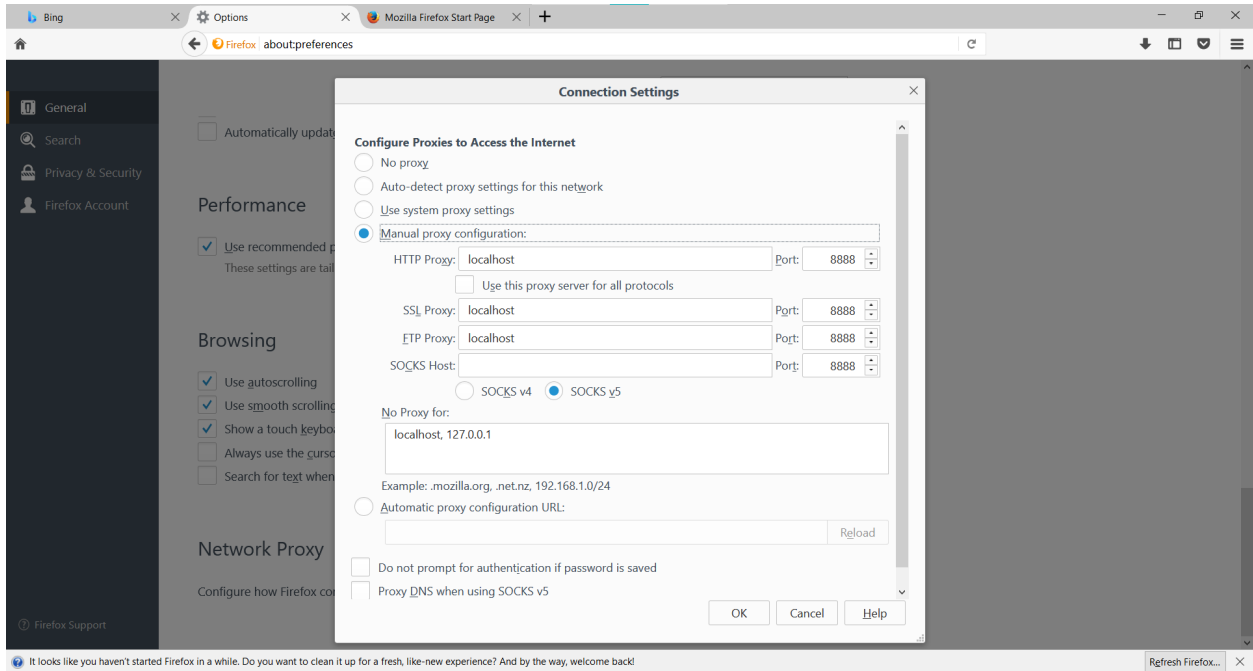 Bing
Options
Mozilla Firefox Start Page
Firefox about:preferences
General
Search
Privacy & Security
Firefox Account
Firefox Support
Automatically update
Performance
Use recommended p
These settings are tail
Browsing
Use autoscrolling
Use smooth scrolling
Show a touch keyboa
Always use the curso
Search for text when
Network Proxy
Configure how Firefox con
Connection Settings
Configure Proxies to Access the Internet
No proxy
Auto-detect proxy settings for this network
Use system proxy settings
Manual proxy configuration:
HTTP Proxy: localhost Port: 8888
Use this proxy server for all protocols
SSL Proxy: localhost Port: 8888
FTP Proxy: localhost Port: 8888
SOCKS Host: Port: 8888
SOCKS v4 SOCKS v5
No Proxy for:
localhost, 127.0.0.1
Example: .mozilla.org, .net.nz, 192.168.1.0/24
Automatic proxy configuration URL:
Reload
Do not prompt for authentication if password is saved
Proxy DNS when using SOCKS v5
OK Cancel Help
It looks like you haven't started Firefox in a while. Do you want to clean it up for a fresh, like-new experience? And by the way, welcome back! Refresh Firefox...